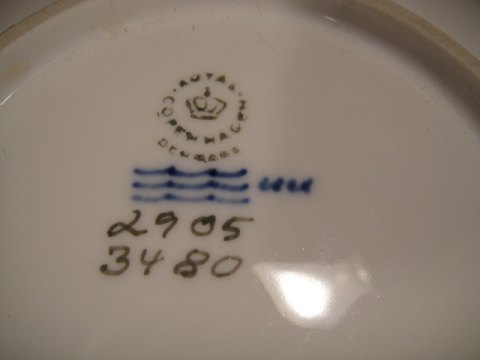 ROYAL
COPENHAGEN
DENMARK
2905
3480